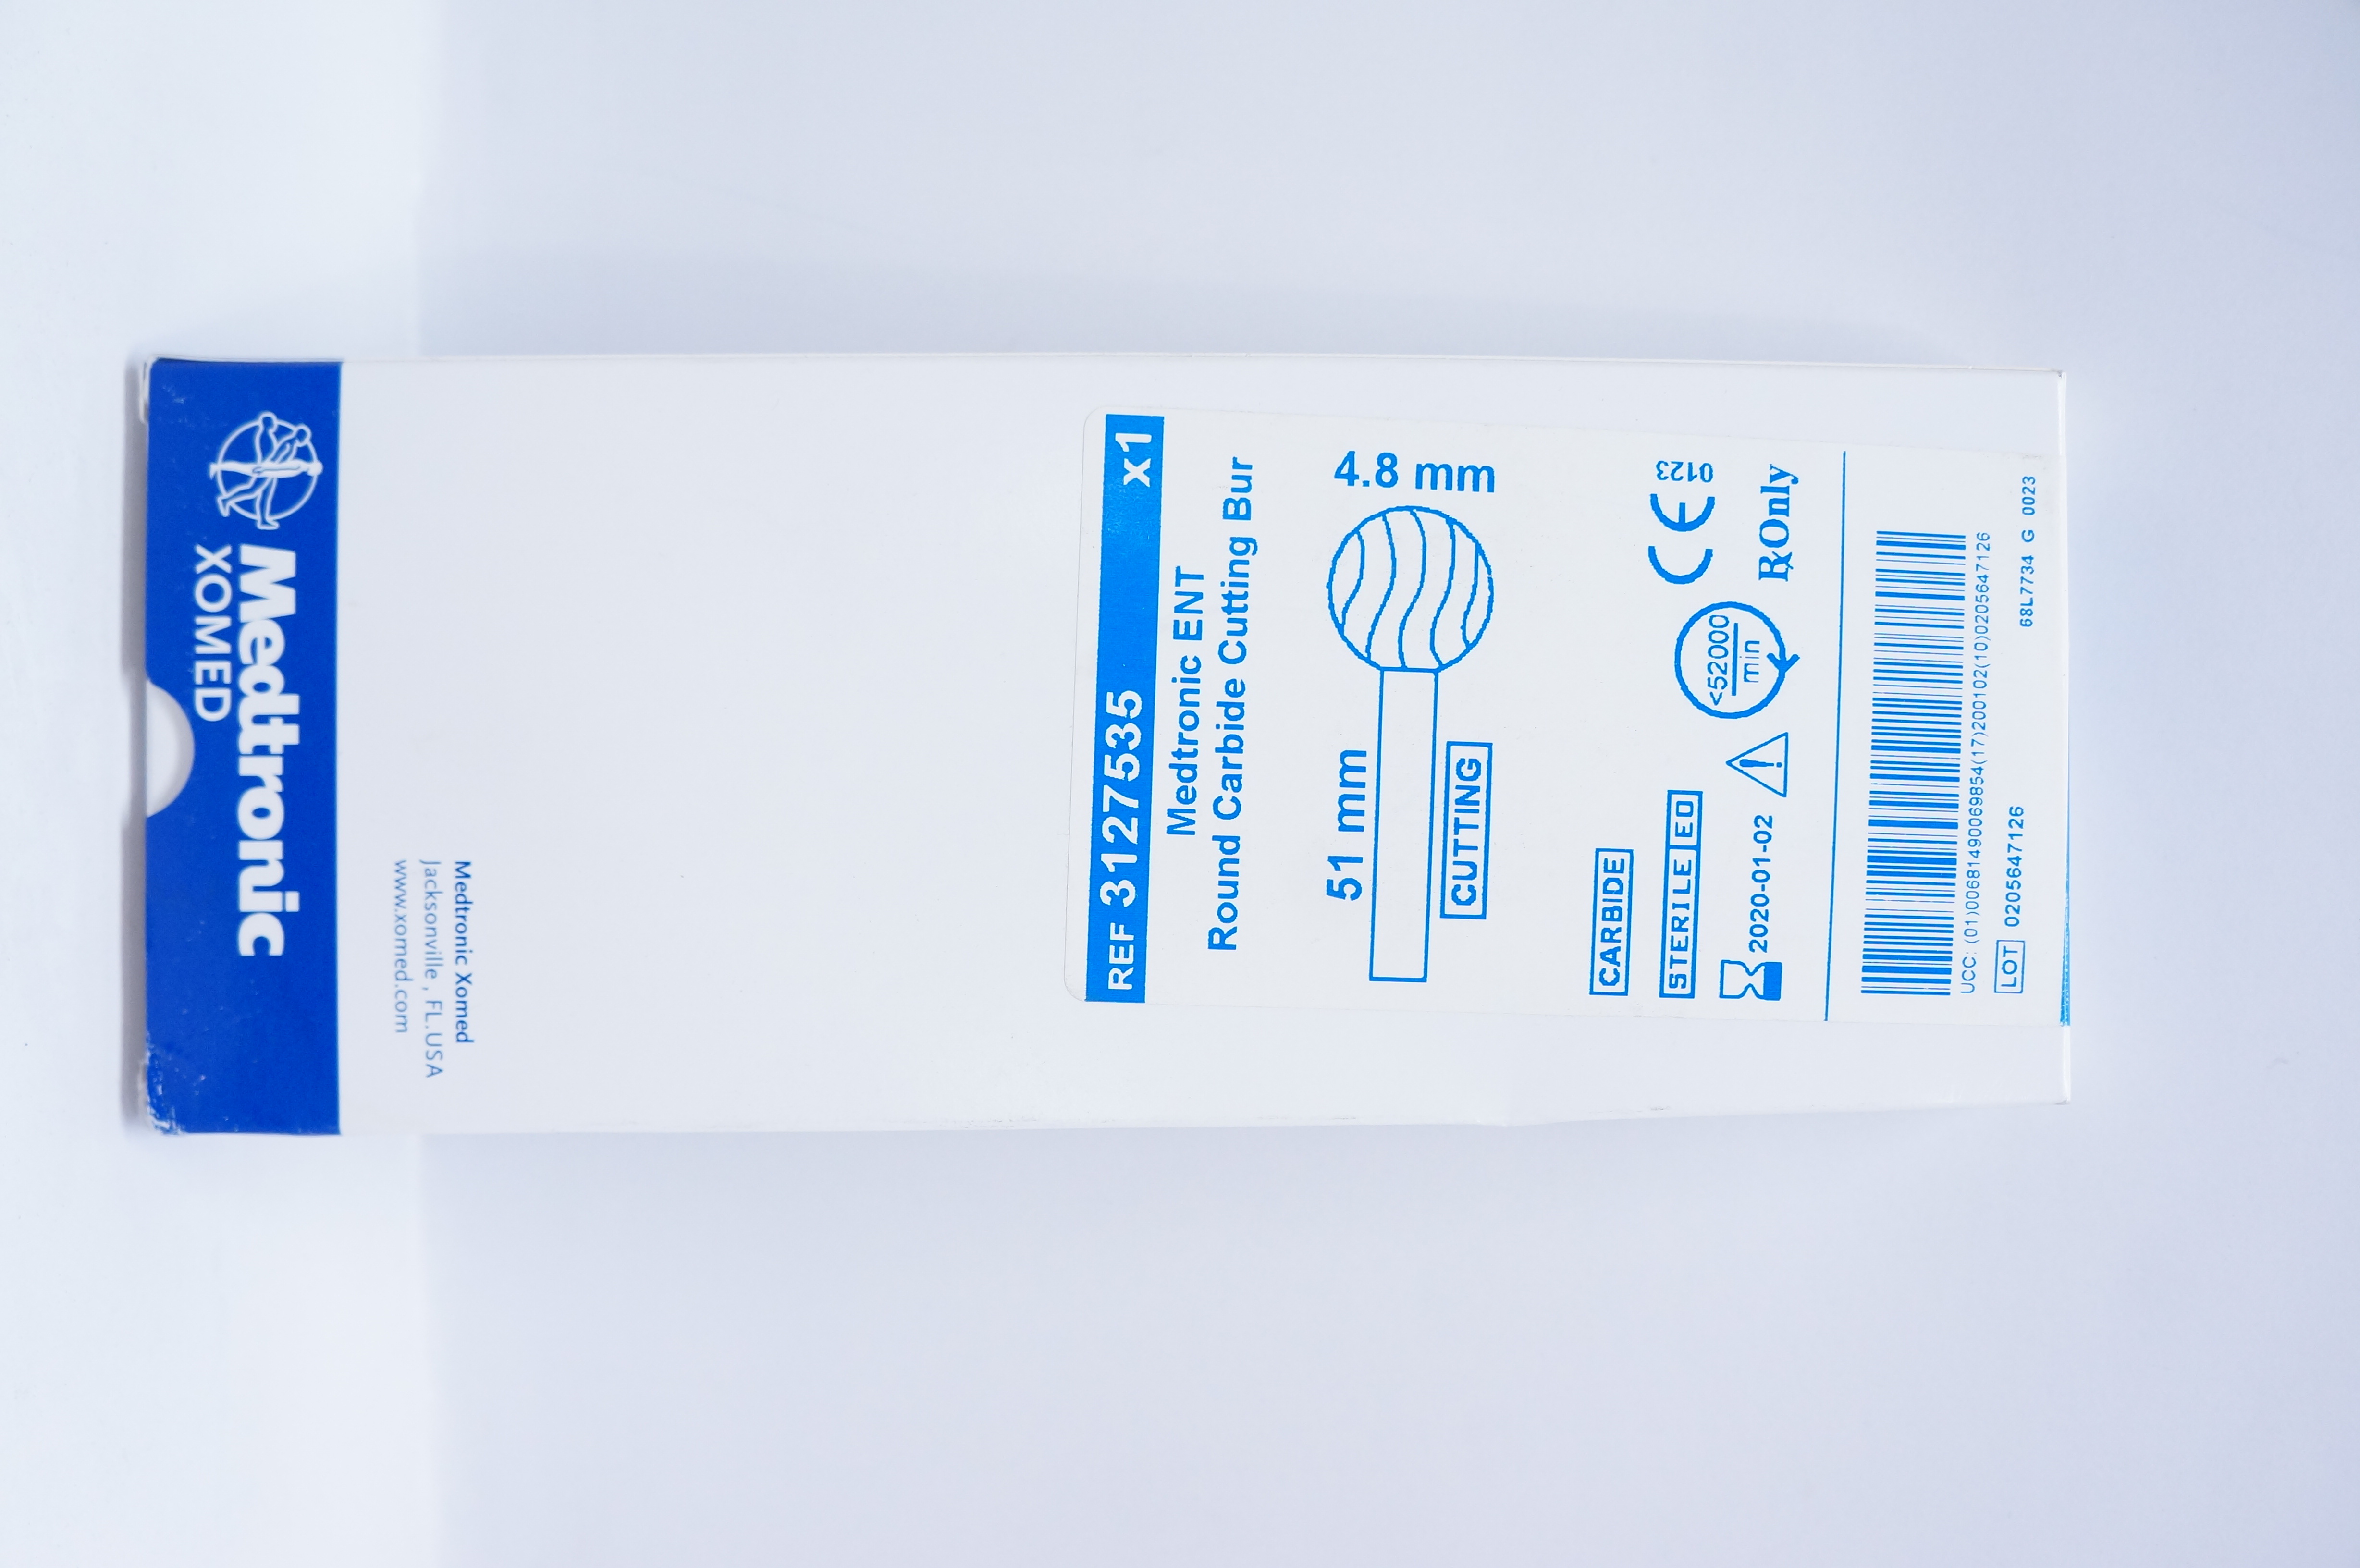 Medtronic
XOMED
Medtronic Xomed
Jacksonville, FL.USA
www.xomed.com
REF 3127535 x1
Medtronic ENT
Round Carbide Cutting Bur
51 mm
4.8 mm
CUTTING
CARBIDE
STERILE EO
2020-01-02
<52000
min
CE 0123
RxOnly
UCC: (01)00681490069854(17)200102(10)0205647126
LOT 0205647126
68L7734 G 0023